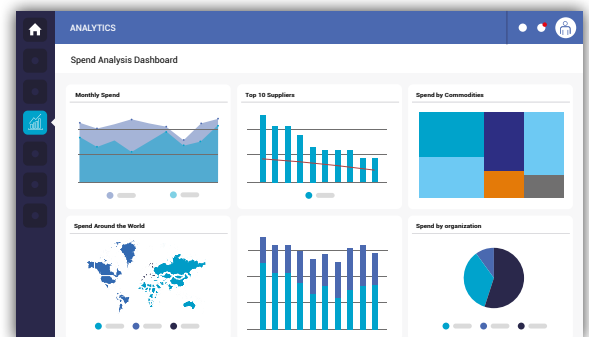 ANALYTICS
Spend Analysis Dashboard
Monthly Spend
Top 10 Suppliers
Spend by Commodities
Spend Around the World
Spend by organization